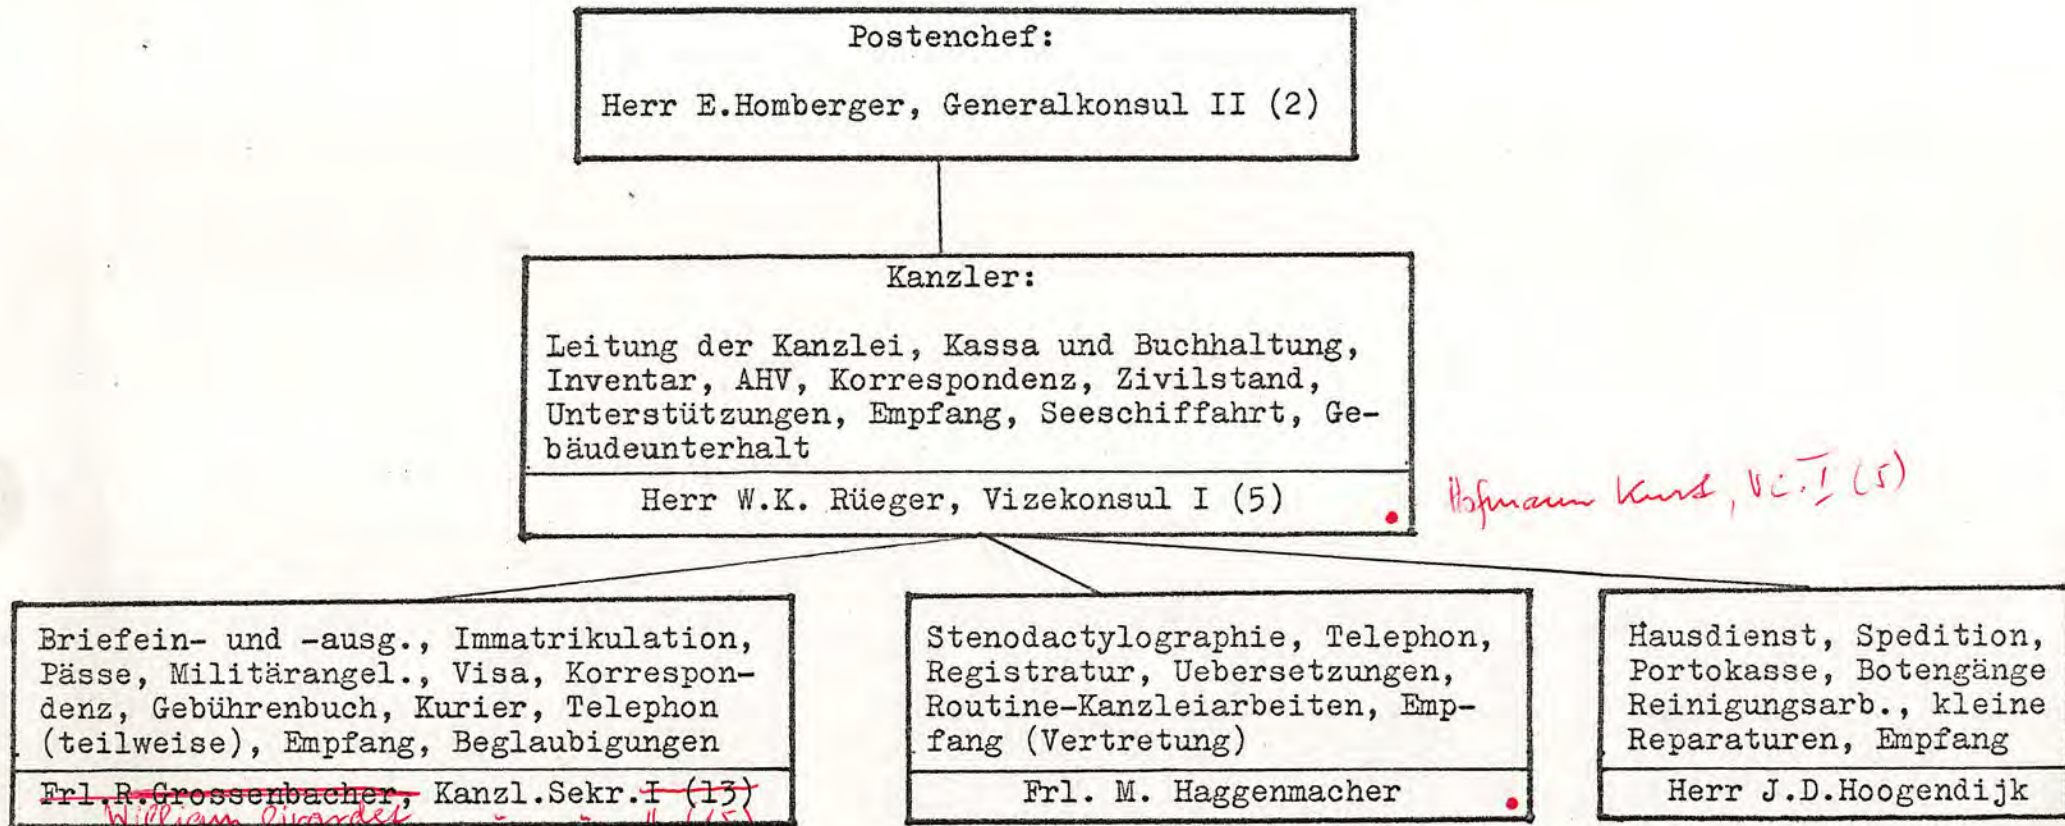 Postenchef:
Herr E.Homberger, Generalkonsul II (2)
Kanzler:
Leitung der Kanzlei, Kassa und Buchhaltung,
Inventar, AHV, Korrespondenz, Zivilstand,
Unterstützungen, Empfang, Seeschiffahrt, Ge-
bäudeunterhalt
Herr W.K. Rüeger, Vizekonsul I (5)
Hofmann Kurt, Vc. I (5)
Briefein- und -ausg., Immatrikulation,
Pässe, Militärangel., Visa, Korrespon-
denz, Gebührenbuch, Kurier, Telephon
(teilweise), Empfang, Beglaubigungen
Frl.R.Grossenbacher, Kanzl.Sekr.I (13)
William " " II (15)
Stenodactylographie, Telephon,
Registratur, Uebersetzungen,
Routine-Kanzleiarbeiten, Emp-
fang (Vertretung)
Frl. M. Haggenmacher
Hausdienst, Spedition,
Portokasse, Botengänge
Reinigungsarb., kleine
Reparaturen, Empfang
Herr J.D.Hoogendijk